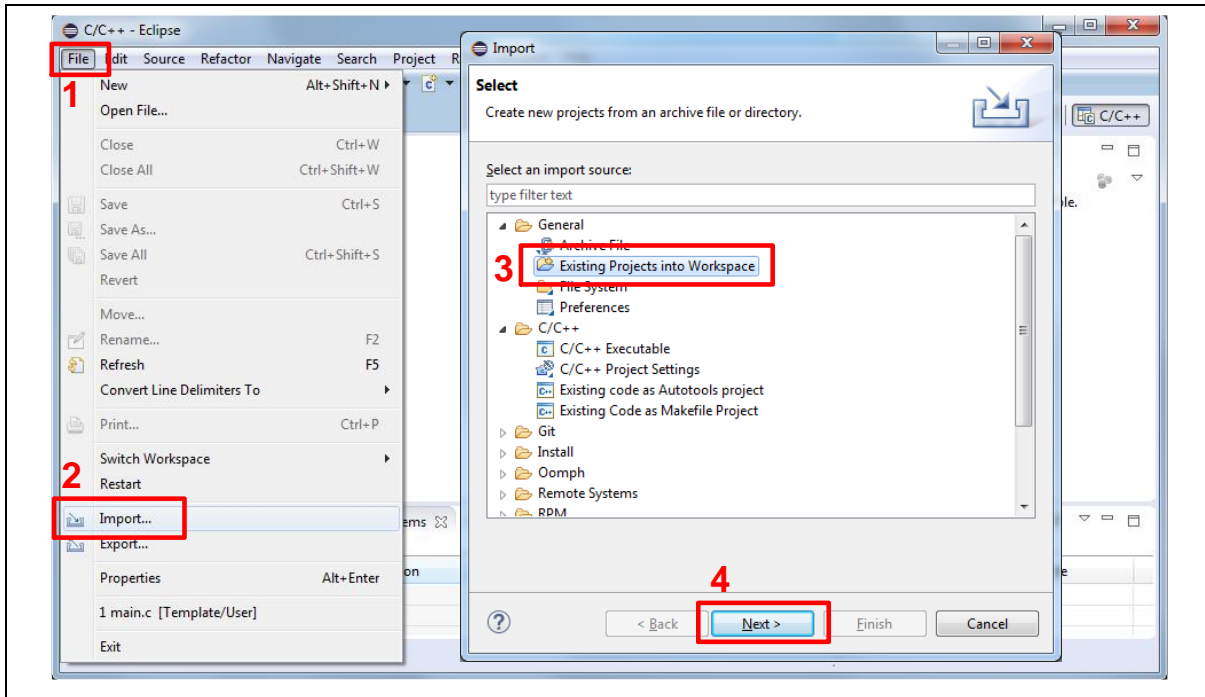 C/C++ - Eclipse
File Edit Source Refactor Navigate Search Project R
1
New Alt+Shift+N
Open File...
Close Ctrl+W
Close All Ctrl+Shift+W
Save Ctrl+S
Save As...
Save All Ctrl+Shift+S
Revert
Move...
Rename... F2
Refresh F5
Convert Line Delimiters To
Print... Ctrl+P
Switch Workspace
2
Restart
Import...
Export...
Properties Alt+Enter
1 main.c [Template/User]
Exit
Import
Select
Create new projects from an archive file or directory.
Select an import source:
type filter text
General
Archive File
3
Existing Projects into Workspace
File System
Preferences
C/C++
C/C++ Executable
C/C++ Project Settings
Existing code as Autotools project
Existing Code as Makefile Project
Git
Install
Oomph
Remote Systems
RPM
4
< Back Next > Finish Cancel
C/C++
ble.
ems
on
e